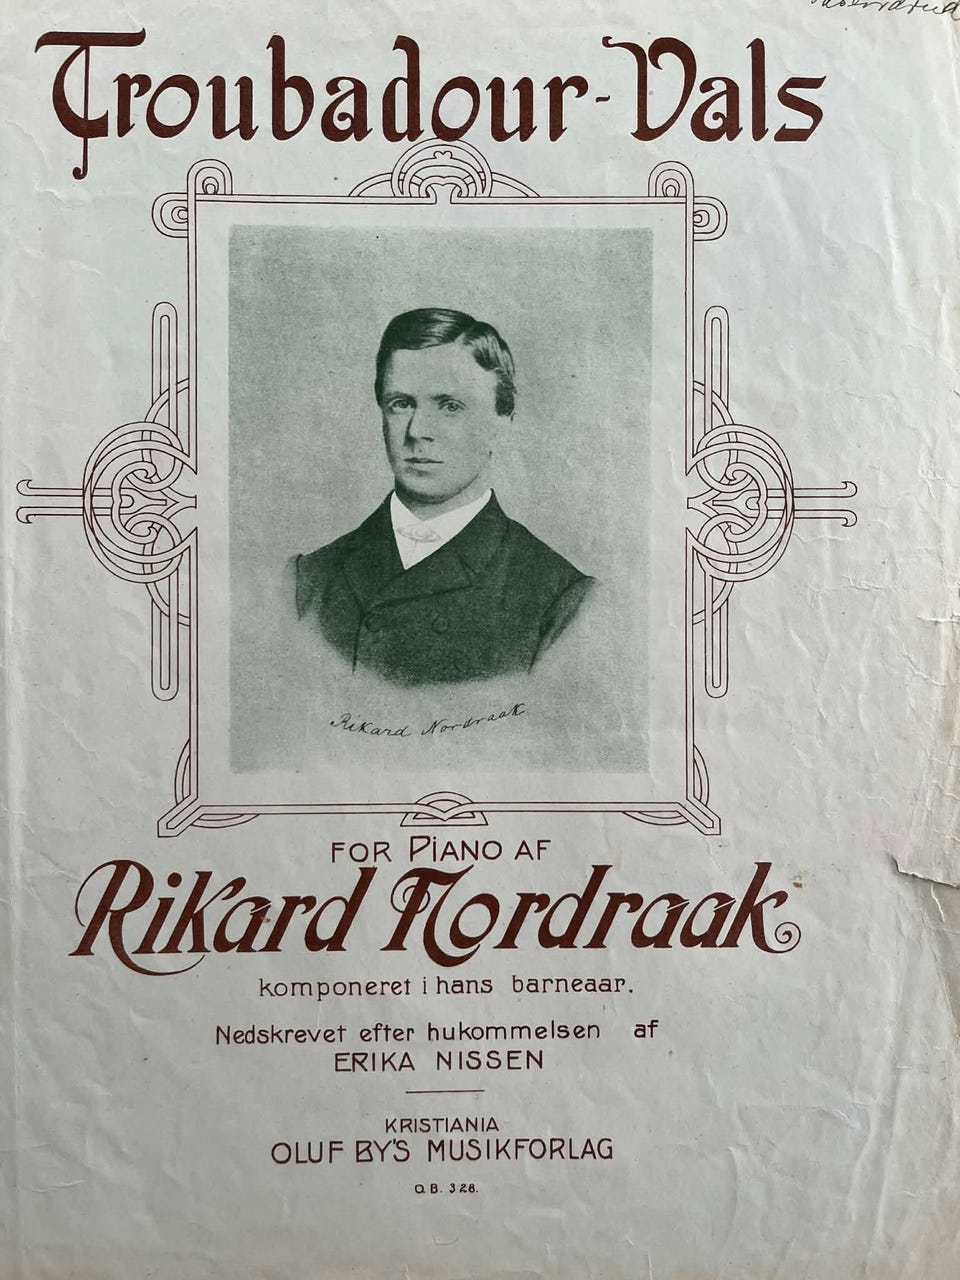 Troubadour-Vals
Rikard Nordraak
FOR PIANO AF
Rikard Nordraak
komponeret i hans barneaar.
Nedskrevet efter hukommelsen af
ERIKA NISSEN
KRISTIANIA
OLUF BY'S MUSIKFORLAG
O.B. 328.